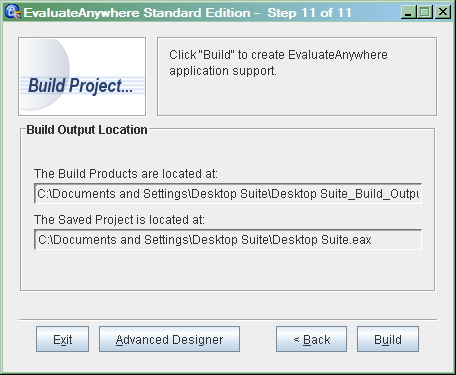 EvaluateAnywhere Standard Edition - Step 11 of 11
Build Project...
Click "Build" to create EvaluateAnywhere
application support.
Build Output Location
The Build Products are located at:
C:\Documents and Settings\Desktop Suite\Desktop Suite_Build_Outpu
The Saved Project is located at:
C:\Documents and Settings\Desktop Suite\Desktop Suite.eax
Exit Advanced Designer < Back Build